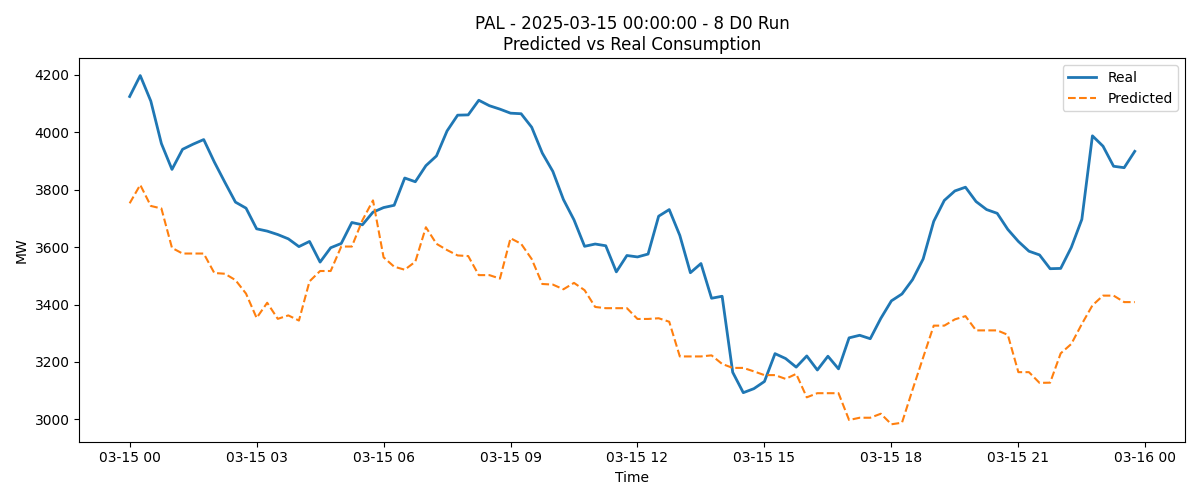 PAL - 2025-03-15 00:00:00 - 8 D0 Run
Predicted vs Real Consumption
Real
Predicted
MW
4200
4000
3800
3600
3400
3200
3000
03-15 00
03-15 03
03-15 06
03-15 09
03-15 12
03-15 15
03-15 18
03-15 21
03-16 00
Time